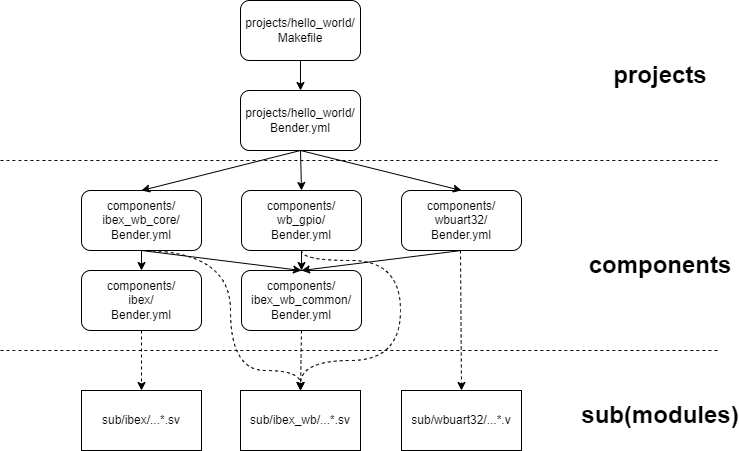 projects/hello_world/
Makefile
projects
projects/hello_world/
Bender.yml
components/
ibex_wb_core/
Bender.yml
components/
wb_gpio/
Bender.yml
components/
wbuart32/
Bender.yml
components
components/
ibex/
Bender.yml
components/
ibex_wb_common/
Bender.yml
sub/ibex/...*.sv
sub/ibex_wb/...*.sv
sub/wbuart32/...*.v
sub(modules)